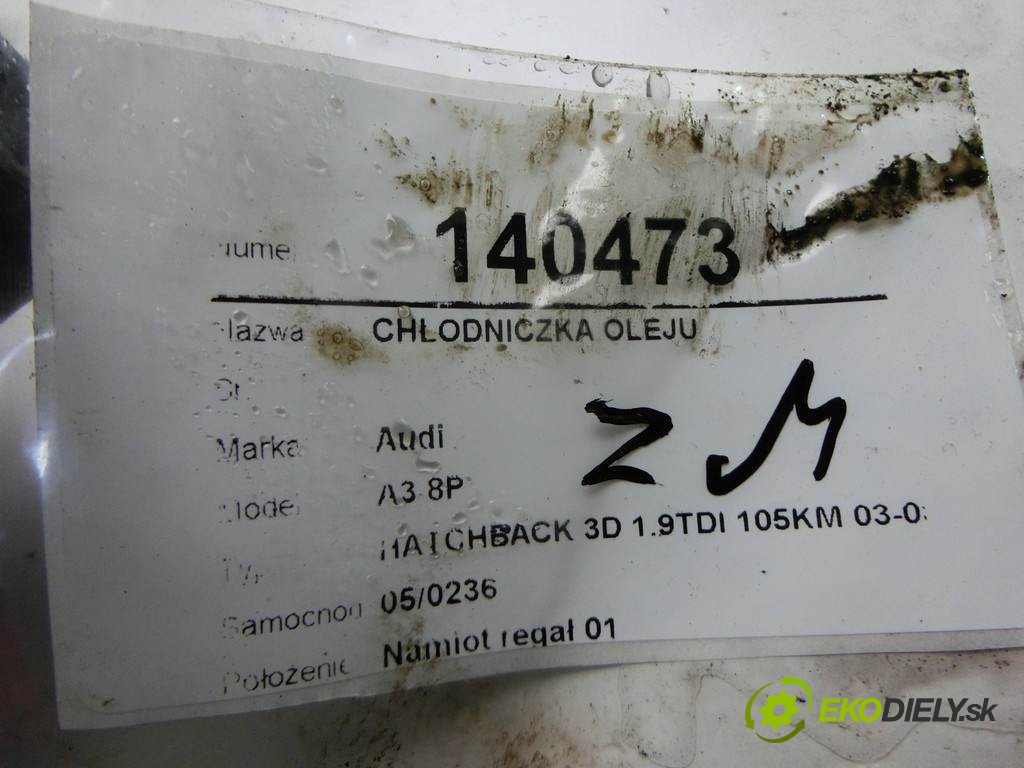 140473
CHŁODNICZKA OLEJU
Marka Audi
A3 8P
HATCHBACK 3D 1.9TDI 105KM
05/0236
Położenie Namiot regał 01
Z M
EKODIELY.sk